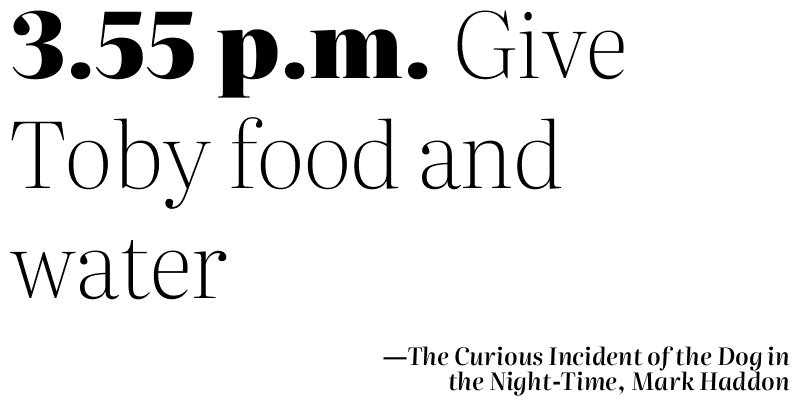 3.55 p.m. Give
Toby food and
water
—The Curious Incident of the Dog in
the Night-Time, Mark Haddon